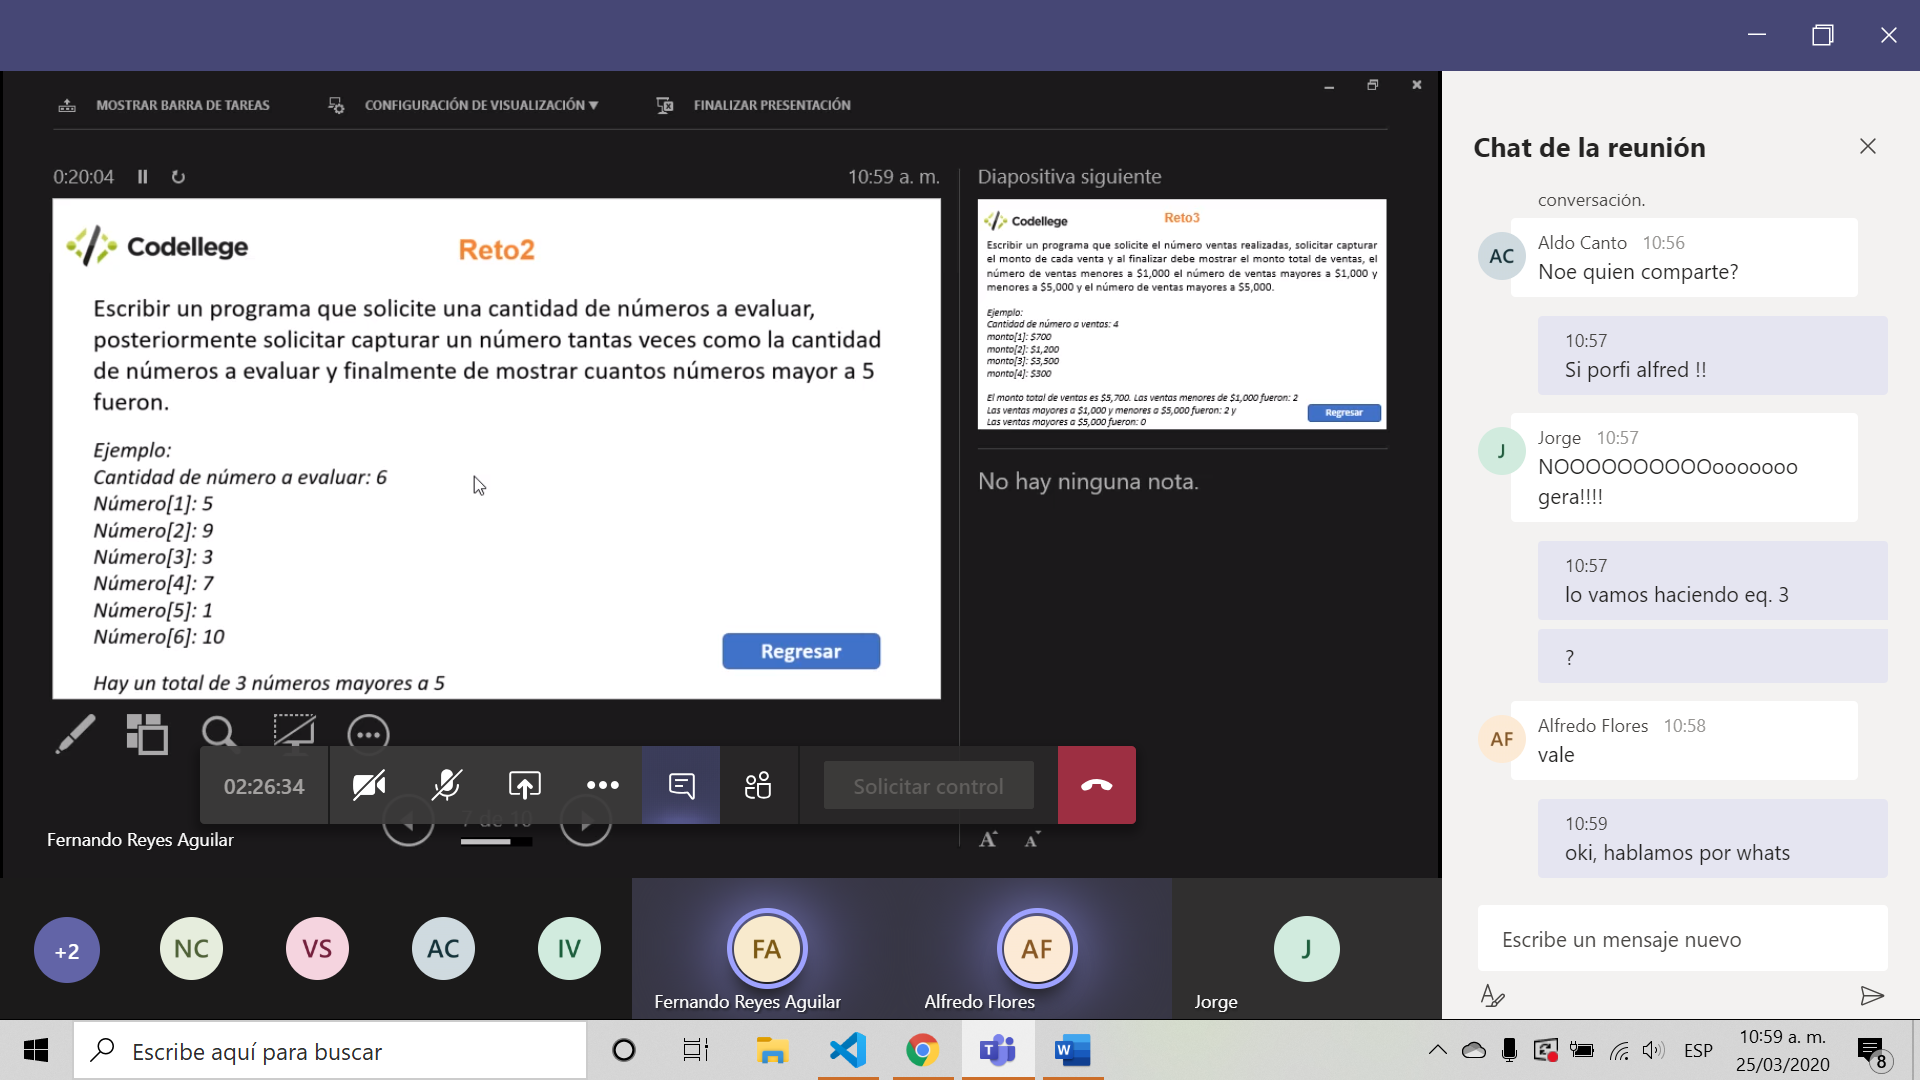 MOSTRAR BARRA DE TAREAS
CONFIGURACIÓN DE VISUALIZACIÓN ▼
FINALIZAR PRESENTACIÓN
0:20:04
10:59 a. m.
Codellege
Reto2
Escribir un programa que solicite una cantidad de números a evaluar,
posteriormente solicitar capturar un número tantas veces como la cantidad
de números a evaluar y finalmente de mostrar cuantos números mayor a 5
fueron.
Ejemplo:
Cantidad de número a evaluar: 6
Número[1]: 5
Número[2]: 9
Número[3]: 3
Número[4]: 7
Número[5]: 1
Número[6]: 10
Hay un total de 3 números mayores a 5
Regresar
Diapositiva siguiente
Codellege
Reto3
Escribir un programa que solicite el número ventas realizadas, solicitar capturar
el monto de cada venta y al finalizar debe mostrar el monto total de ventas, el
número de ventas menores a $1,000 el número de ventas mayores a $1,000 y
menores a $5,000 y el número de ventas mayores a $5,000.
Ejemplo:
Cantidad de número a ventas: 4
monto[1]: $700
monto[2]: $1,200
monto[3]: $3,500
monto[4]: $300
El monto total de ventas es $5,700. Las ventas menores de $1,000 fueron: 2
Las ventas mayores a $1,000 y menores a $5,000 fueron: 2 y
Las ventas mayores a $5,000 fueron: 0
Regresar
No hay ninguna nota.
02:26:34
Solicitar control
7 de 10
Fernando Reyes Aguilar
A A
+2
NC
VS
AC
IV
FA
Fernando Reyes Aguilar
AF
Alfredo Flores
J
Jorge
Chat de la reunión
conversación.
AC
Aldo Canto 10:56
Noe quien comparte?
10:57
Si porfi alfred !!
J
Jorge 10:57
NOOOOOOOOOOooooooo
gera!!!!
10:57
lo vamos haciendo eq. 3
?
AF
Alfredo Flores 10:58
vale
10:59
oki, hablamos por whats
Escribe un mensaje nuevo
Escribe aquí para buscar
ESP
10:59 a. m.
25/03/2020
8